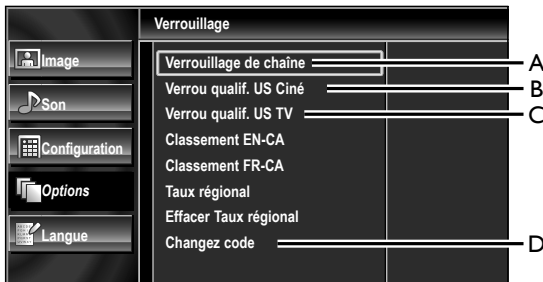 Verrouillage
Image
Son
Configuration
Options
Langue
Verrouillage de chaîne
Verrou qualif. US Ciné
Verrou qualif. US TV
Classement EN-CA
Classement FR-CA
Taux régional
Effacer Taux régional
Changez code
A
B
C
D